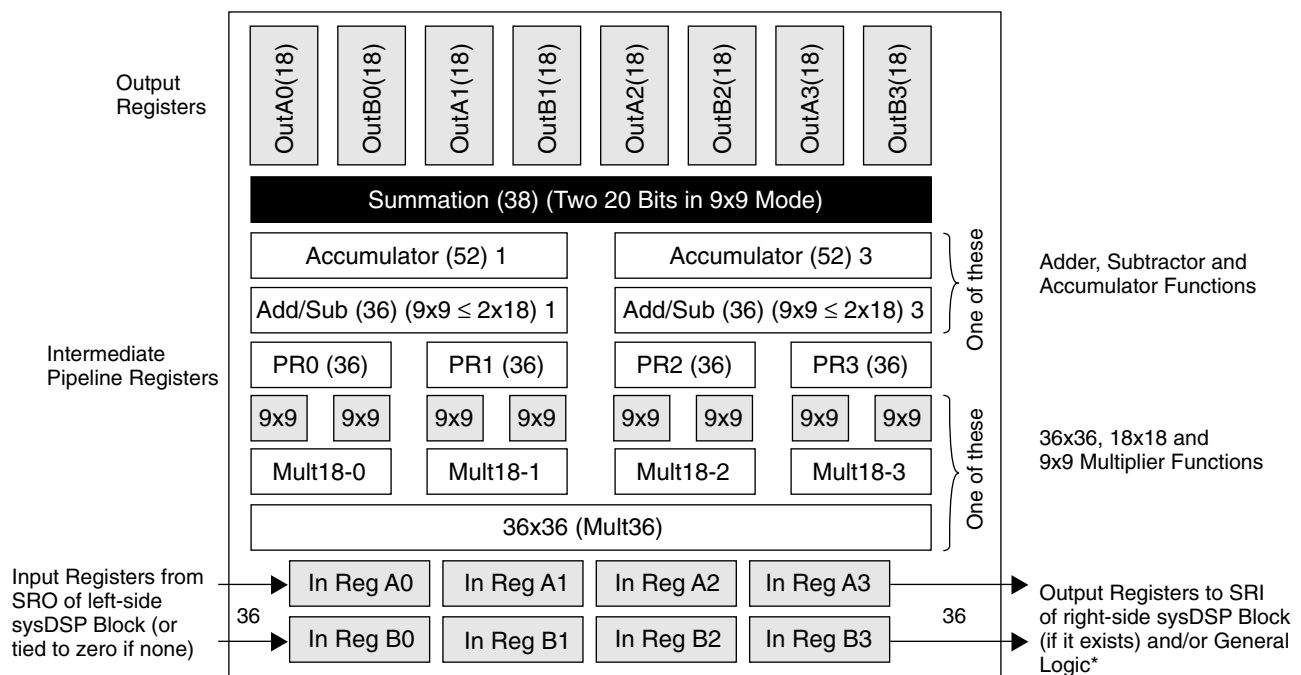 Output
Registers
OutA0(18)
OutB0(18)
OutA1(18)
OutB1(18)
OutA2(18)
OutB2(18)
OutA3(18)
OutB3(18)
Summation (38) (Two 20 Bits in 9x9 Mode)
Accumulator (52) 1
Accumulator (52) 3
Add/Sub (36) (9x9 ≤ 2x18) 1
Add/Sub (36) (9x9 ≤ 2x18) 3
One of these
Adder, Subtractor and
Accumulator Functions
Intermediate
Pipeline Registers
PR0 (36)
PR1 (36)
PR2 (36)
PR3 (36)
9x9
9x9
9x9
9x9
9x9
9x9
9x9
9x9
Mult18-0
Mult18-1
Mult18-2
Mult18-3
36x36 (Mult36)
One of these
36x36, 18x18 and
9x9 Multiplier Functions
Input Registers from
SRO of left-side
sysDSP Block (or
tied to zero if none)
36
In Reg A0
In Reg A1
In Reg A2
In Reg A3
In Reg B0
In Reg B1
In Reg B2
In Reg B3
36
Output Registers to SRI
of right-side sysDSP Block
(if it exists) and/or General
Logic*